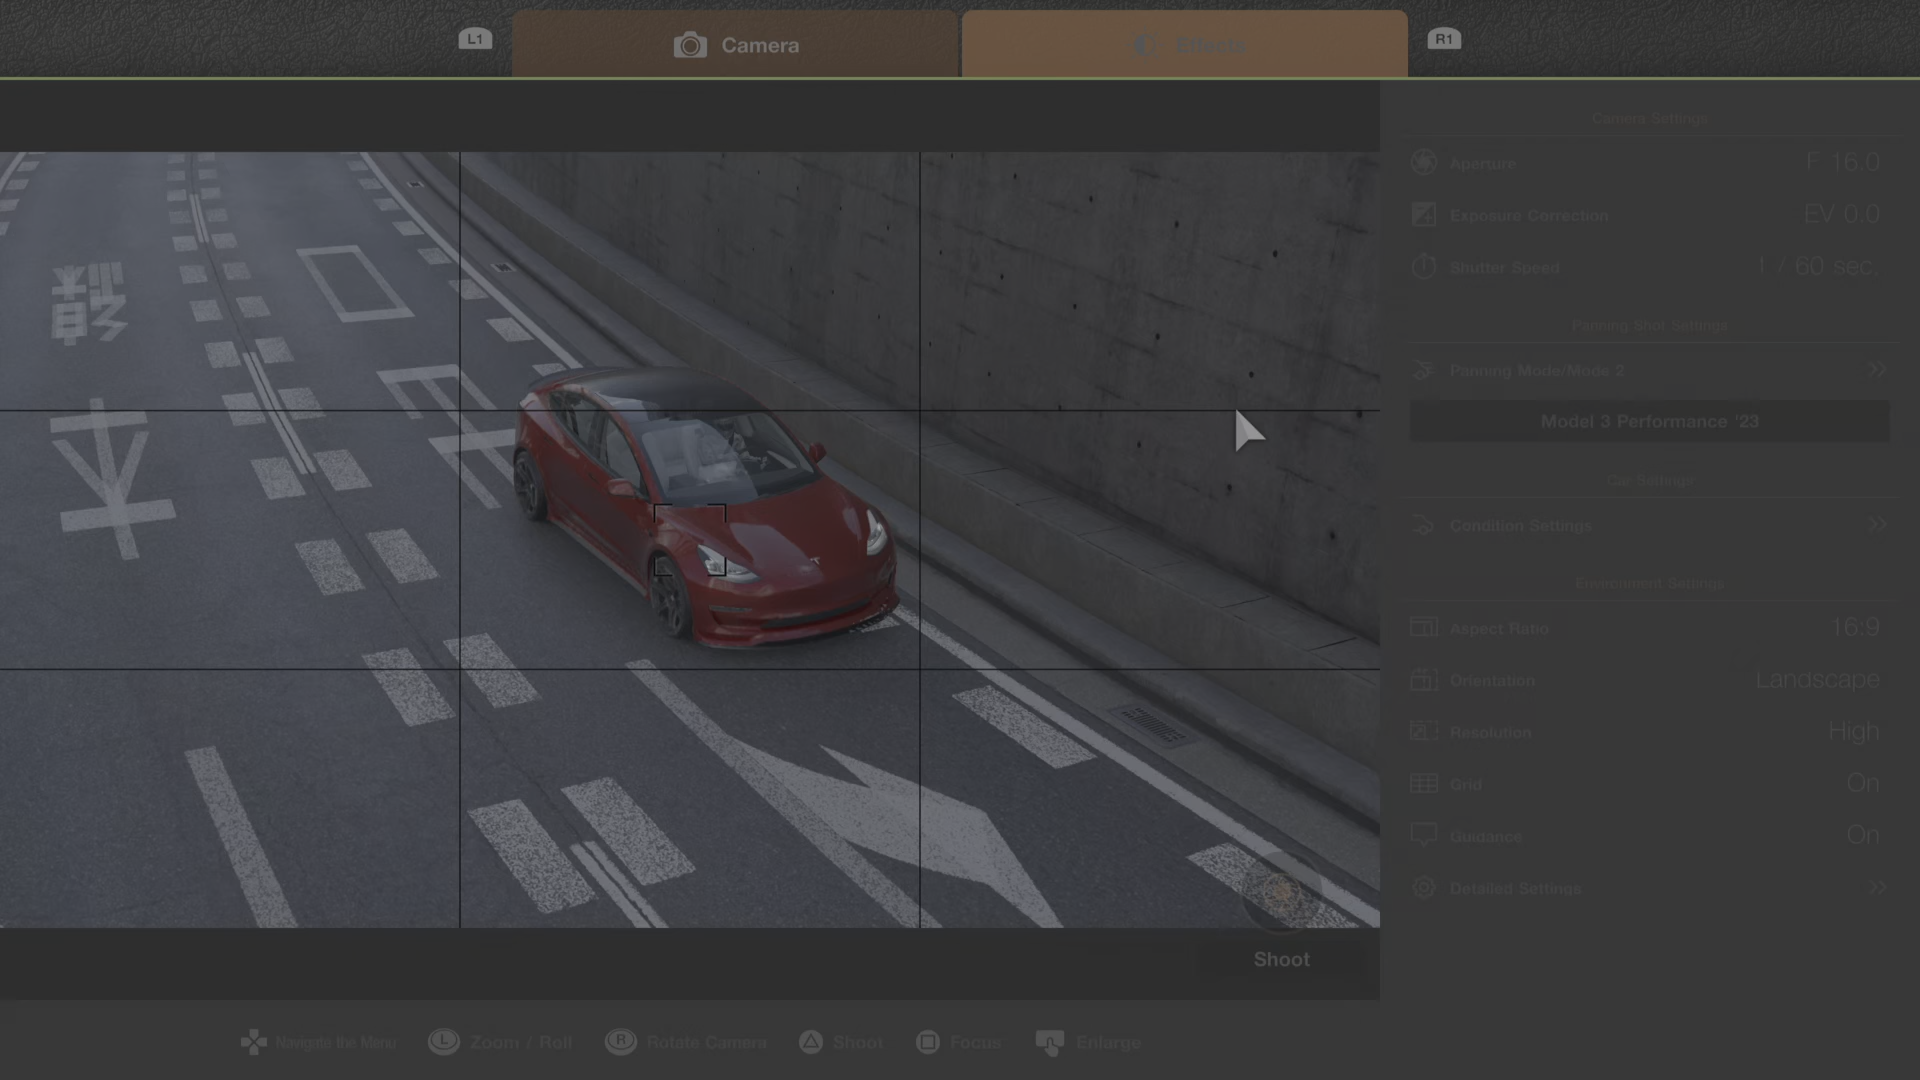 L1
Camera
Effects
R1
Camera Settings
Aperture F 16.0
Exposure Correction EV 0.0
Shutter Speed 1 / 60 sec.
Panning Shot Settings
Panning Mode/Mode 2
Model 3 Performance '23
Car Settings
Condition Settings
Environment Settings
Aspect Ratio 16:9
Orientation Landscape
Resolution High
Grid On
Guidance On
Detailed Settings
Shoot
Navigate the Menu
L Zoom / Roll
R Rotate Camera
Shoot
Focus
Enlarge